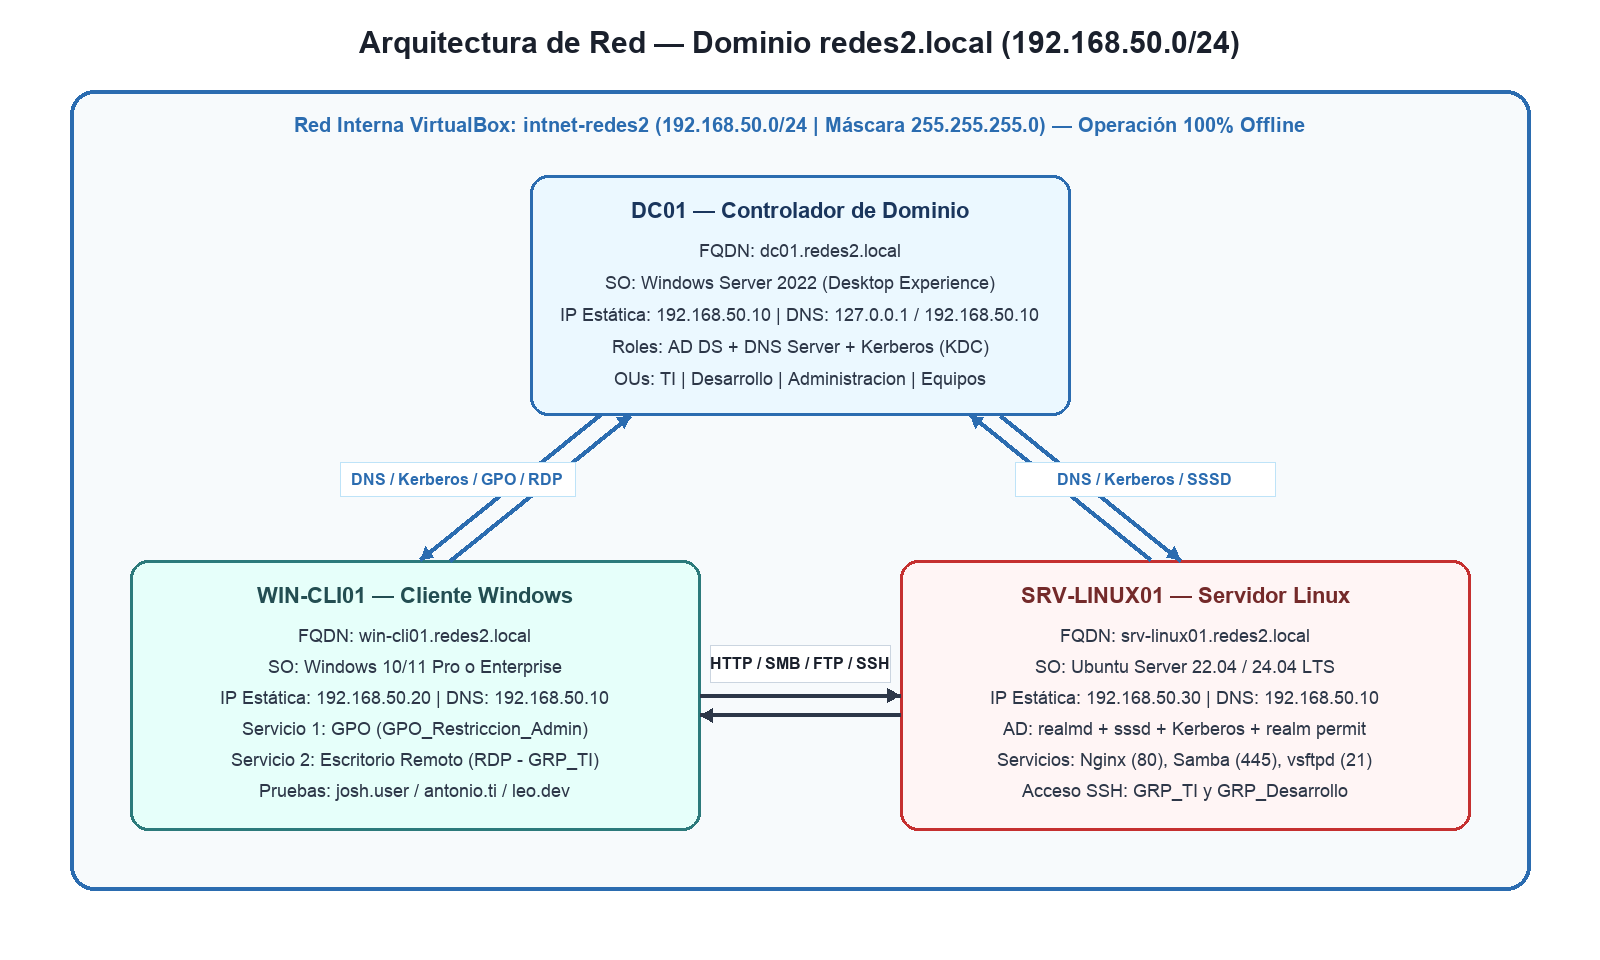 Arquitectura de Red — Dominio redes2.local (192.168.50.0/24)
Red Interna VirtualBox: intnet-redes2 (192.168.50.0/24 | Máscara 255.255.255.0) — Operación 100% Offline
DC01 — Controlador de Dominio
FQDN: dc01.redes2.local
SO: Windows Server 2022 (Desktop Experience)
IP Estática: 192.168.50.10 | DNS: 127.0.0.1 / 192.168.50.10
Roles: AD DS + DNS Server + Kerberos (KDC)
OUs: TI | Desarrollo | Administracion | Equipos
DNS / Kerberos / GPO / RDP
DNS / Kerberos / SSSD
WIN-CLI01 — Cliente Windows
FQDN: win-cli01.redes2.local
SO: Windows 10/11 Pro o Enterprise
IP Estática: 192.168.50.20 | DNS: 192.168.50.10
Servicio 1: GPO (GPO_Restriccion_Admin)
Servicio 2: Escritorio Remoto (RDP - GRP_TI)
Pruebas: josh.user / antonio.ti / leo.dev
HTTP / SMB / FTP / SSH
SRV-LINUX01 — Servidor Linux
FQDN: srv-linux01.redes2.local
SO: Ubuntu Server 22.04 / 24.04 LTS
IP Estática: 192.168.50.30 | DNS: 192.168.50.10
AD: realmd + sssd + Kerberos + realm permit
Servicios: Nginx (80), Samba (445), vsftpd (21)
Acceso SSH: GRP_TI y GRP_Desarrollo